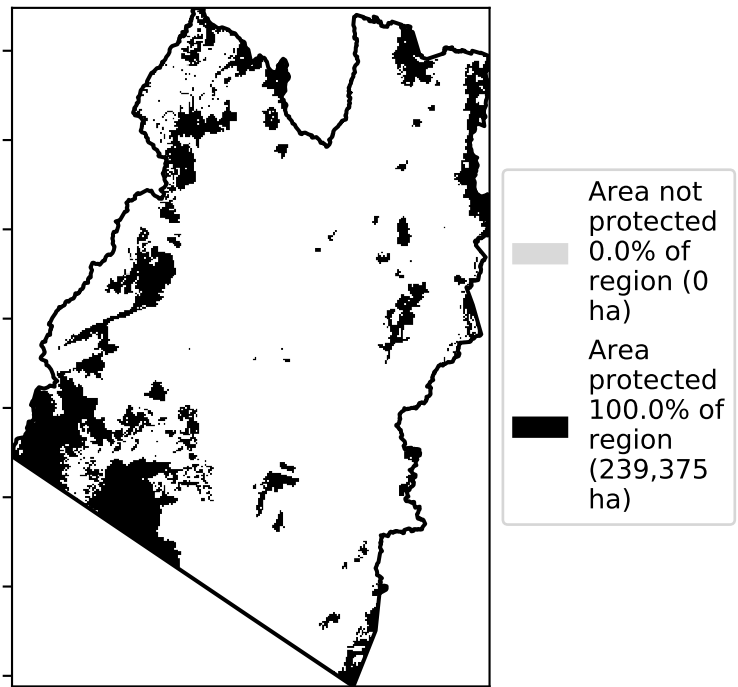 Area not
protected
0.0% of
region (0
ha)
Area
protected
100.0% of
region
(239,375
ha)